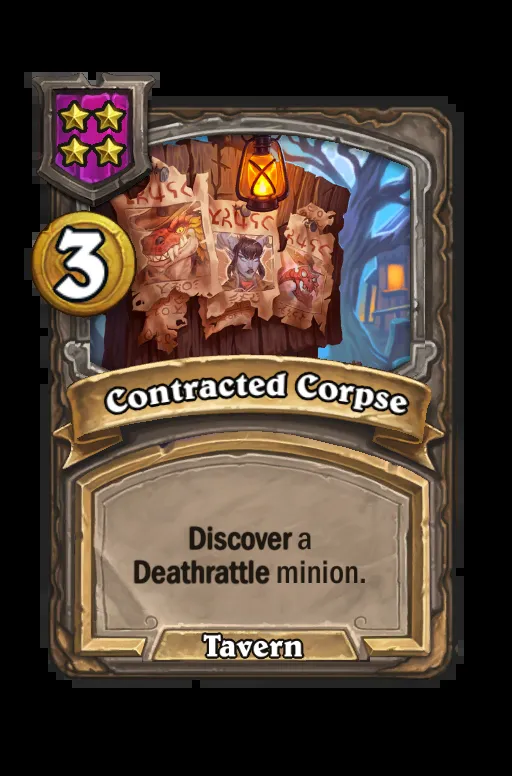 3
Contracted Corpse
Discover a
Deathrattle minion.
Tavern